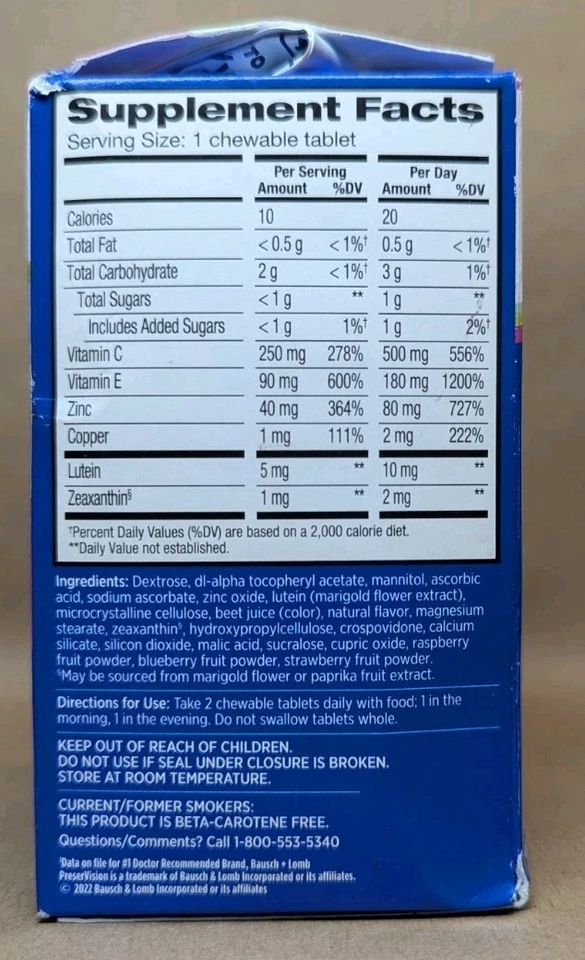 TO
Supplement Facts
Serving Size: 1 chewable tablet
Per Serving Per Day
Amount %DV Amount %DV
Calories 10 20
Total Fat <0.5 g <1%† 0.5 g <1%†
Total Carbohydrate 2 g <1%† 3 g 1%†
Total Sugars <1 g ** 1 g **
Includes Added Sugars <1 g 1%† 1 g 2%†
Vitamin C 250 mg 278% 500 mg 556%
Vitamin E 90 mg 600% 180 mg 1200%
Zinc 40 mg 364% 80 mg 727%
Copper 1 mg 111% 2 mg 222%
Lutein 5 mg ** 10 mg **
Zeaxanthin§ 1 mg ** 2 mg **
†Percent Daily Values (%DV) are based on a 2,000 calorie diet.
**Daily Value not established.
Ingredients: Dextrose, dl-alpha tocopheryl acetate, mannitol, ascorbic
acid, sodium ascorbate, zinc oxide, lutein (marigold flower extract),
microcrystalline cellulose, beet juice (color), natural flavor, magnesium
stearate, zeaxanthin§, hydroxypropylcellulose, crospovidone, calcium
silicate, silicon dioxide, malic acid, sucralose, cupric oxide, raspberry
fruit powder, blueberry fruit powder, strawberry fruit powder.
§May be sourced from marigold flower or paprika fruit extract.
Directions for Use: Take 2 chewable tablets daily with food; 1 in the
morning, 1 in the evening. Do not swallow tablets whole.
KEEP OUT OF REACH OF CHILDREN.
DO NOT USE IF SEAL UNDER CLOSURE IS BROKEN.
STORE AT ROOM TEMPERATURE.
CURRENT/FORMER SMOKERS:
THIS PRODUCT IS BETA-CAROTENE FREE.
Questions/Comments? Call 1-800-553-5340
Data on file for #1 Doctor Recommended Brand, Bausch + Lomb
PreserVision is a trademark of Bausch & Lomb Incorporated or its affiliates.
© 2022 Bausch & Lomb Incorporated or its affiliates